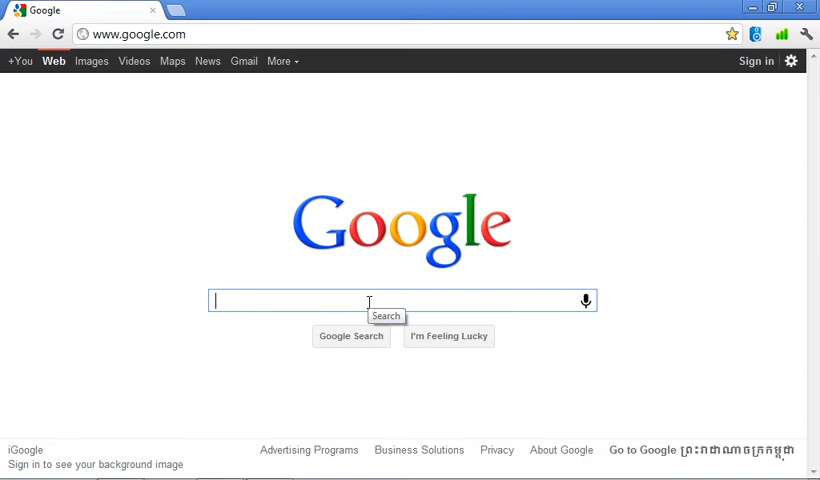 Google
www.google.com
+You Web Images Videos Maps News Gmail More Sign in
Google
Search
Google Search I'm Feeling Lucky
iGoogle Advertising Programs Business Solutions Privacy About Google Go to Google ព្រះរាជាណាចក្រកម្ពុជា
Sign in to see your background image